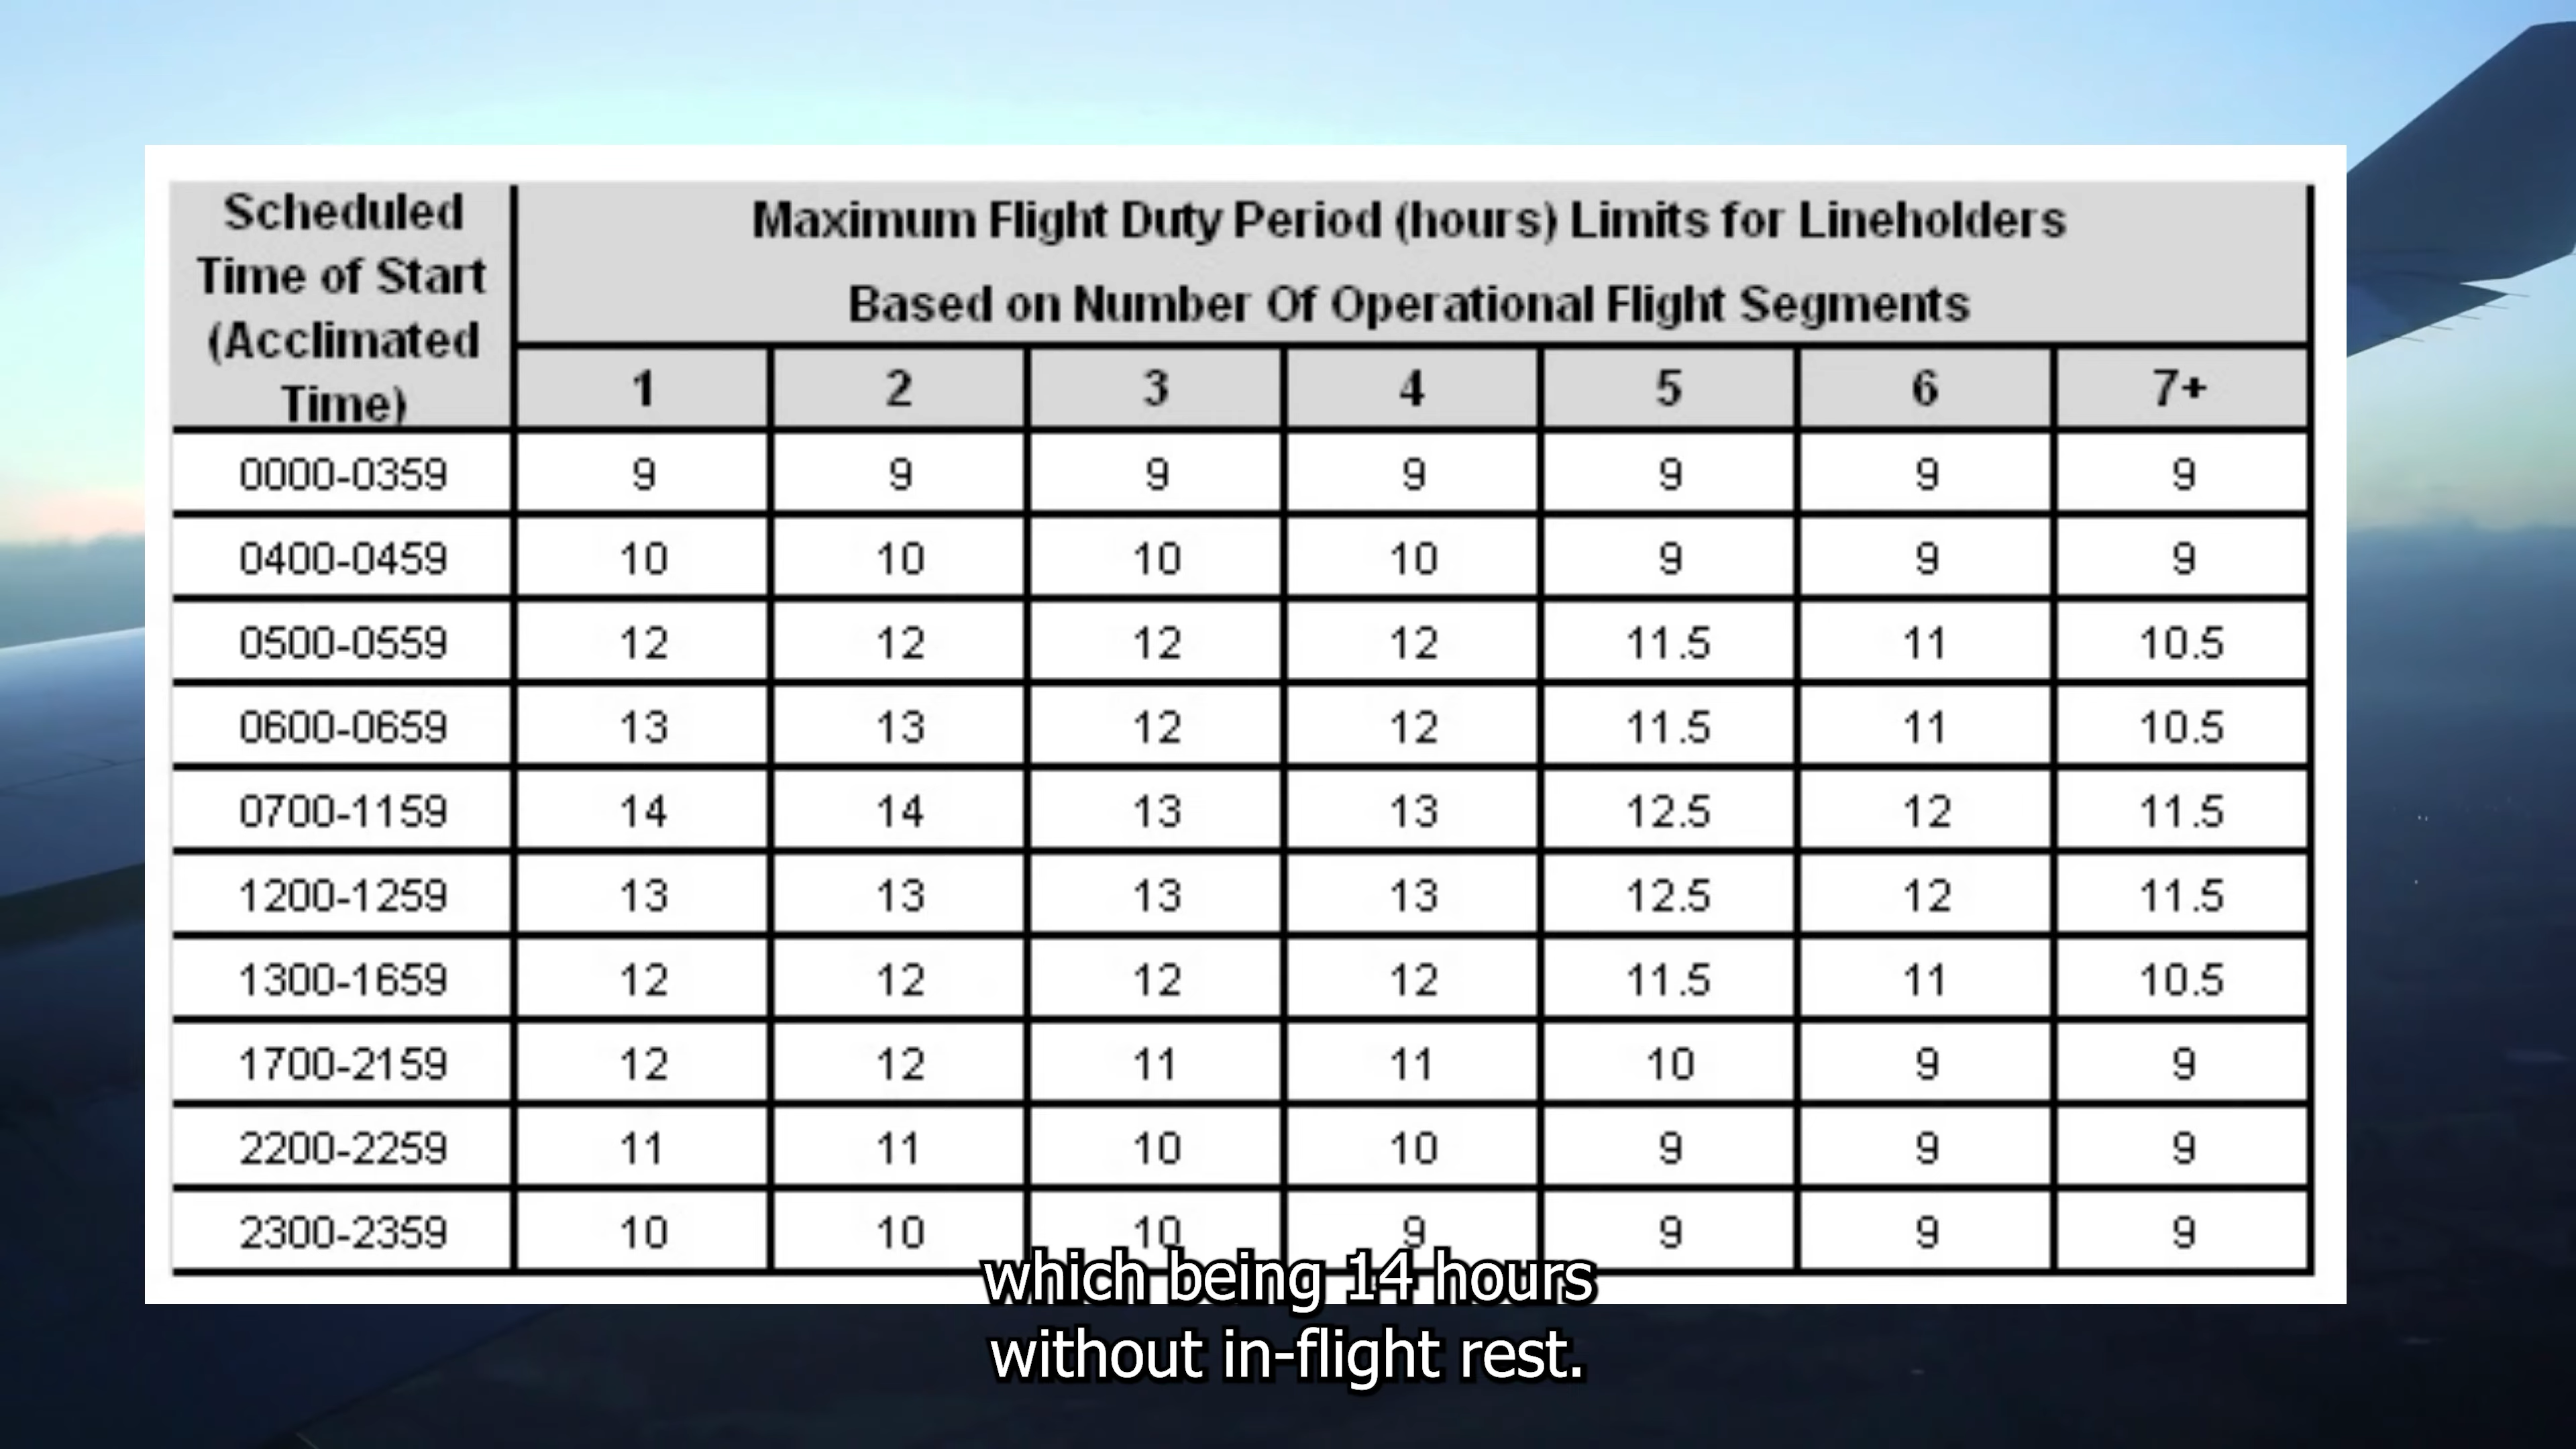 Scheduled
Time of Start
(Acclimated
Time)
Maximum Flight Duty Period (hours) Limits for Lineholders
Based on Number Of Operational Flight Segments
1 2 3 4 5 6 7+
0000-0359 9 9 9 9 9 9 9
0400-0459 10 10 10 10 9 9 9
0500-0559 12 12 12 12 11.5 11 10.5
0600-0659 13 13 12 12 11.5 11 10.5
0700-1159 14 14 13 13 12.5 12 11.5
1200-1259 13 13 13 13 12.5 12 11.5
1300-1659 12 12 12 12 11.5 11 10.5
1700-2159 12 12 11 11 10 9 9
2200-2259 11 11 10 10 9 9 9
2300-2359 10 10 10 9 9 9 9
which being 14 hours
without in-flight rest.